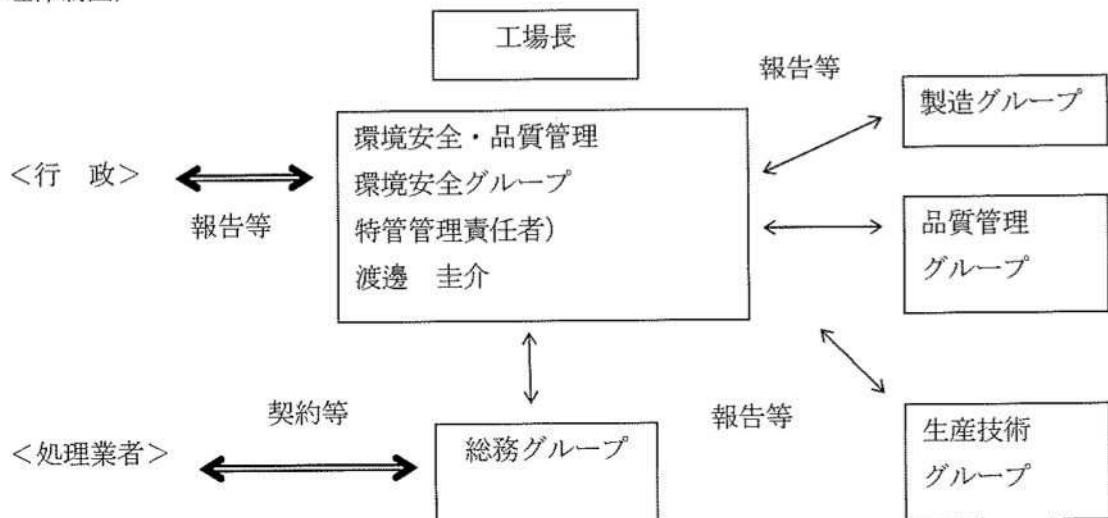 工場長
報告等
製造グループ
環境安全・品質管理
環境安全グループ
特管管理責任者)
渡邊　圭介
＜行　政＞
報告等
品質管理
グループ
契約等
報告等
＜処理業者＞
総務グループ
生産技術
グループ